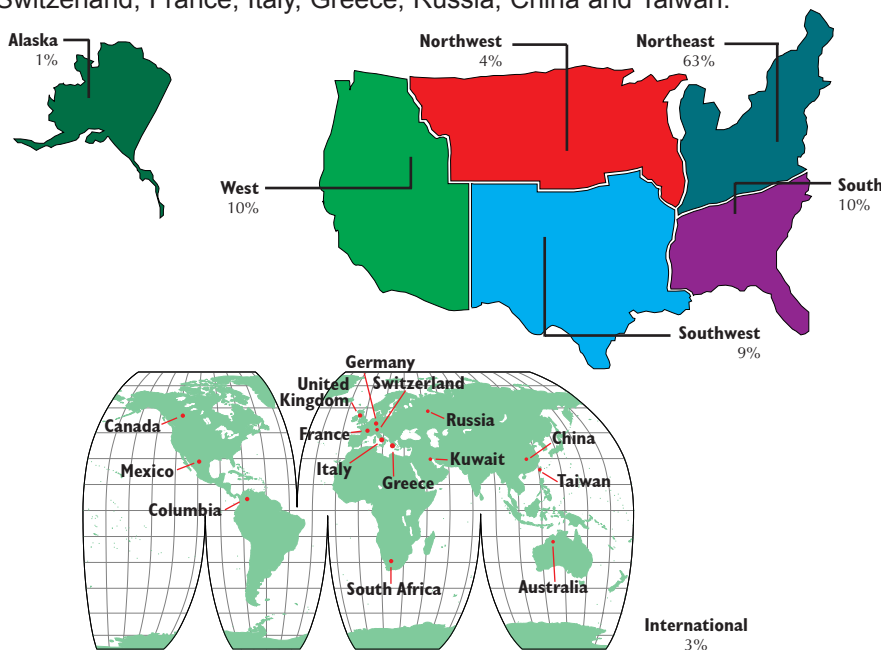 Switzerland, France, Italy, Greece, Russia, China and Taiwan.
Alaska
1%
Northwest
4%
Northeast
63%
West
10%
South
10%
Southwest
9%
Germany
United
Kingdom
Switzerland
Canada
France
Russia
China
Mexico
Italy
Kuwait
Greece
Taiwan
Columbia
South Africa
Australia
International
3%